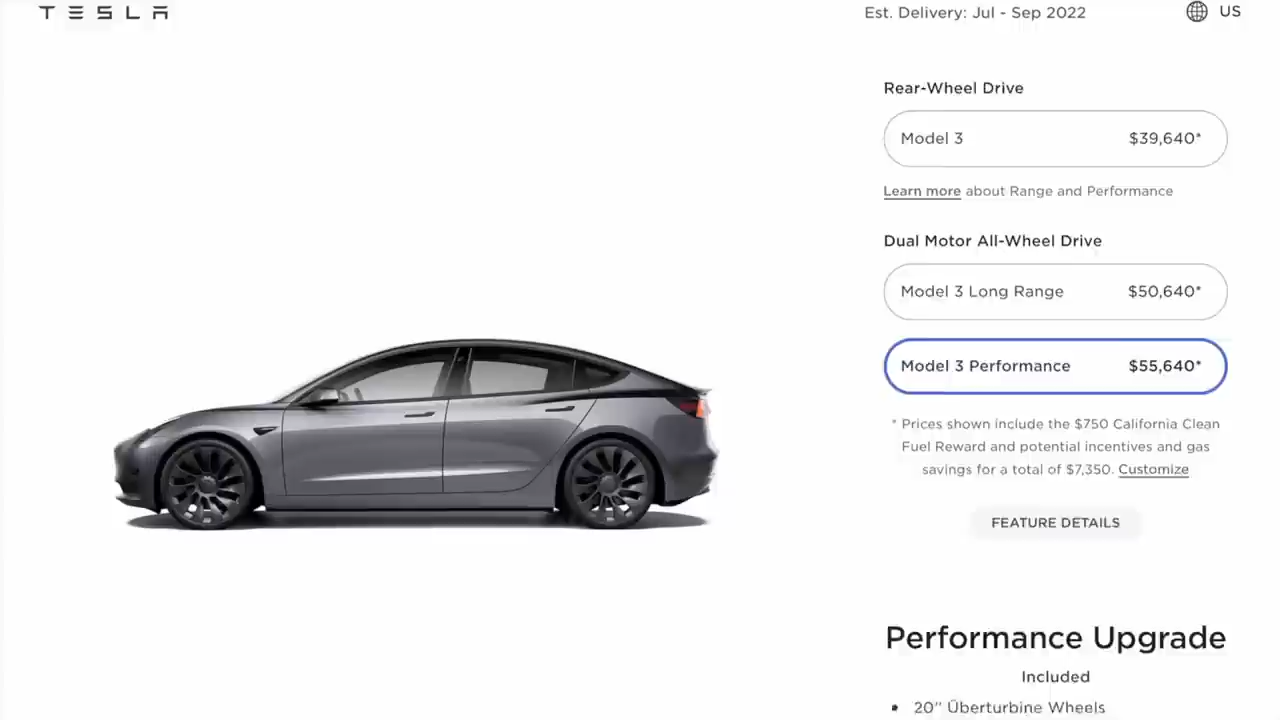 TESLA
Est. Delivery: Jul - Sep 2022
US
Rear-Wheel Drive
Model 3 $39,640*
Learn more about Range and Performance
Dual Motor All-Wheel Drive
Model 3 Long Range $50,640*
Model 3 Performance $55,640*
* Prices shown include the $750 California Clean
Fuel Reward and potential incentives and gas
savings for a total of $7,350. Customize
FEATURE DETAILS
Performance Upgrade
Included
• 20" Überturbine Wheels